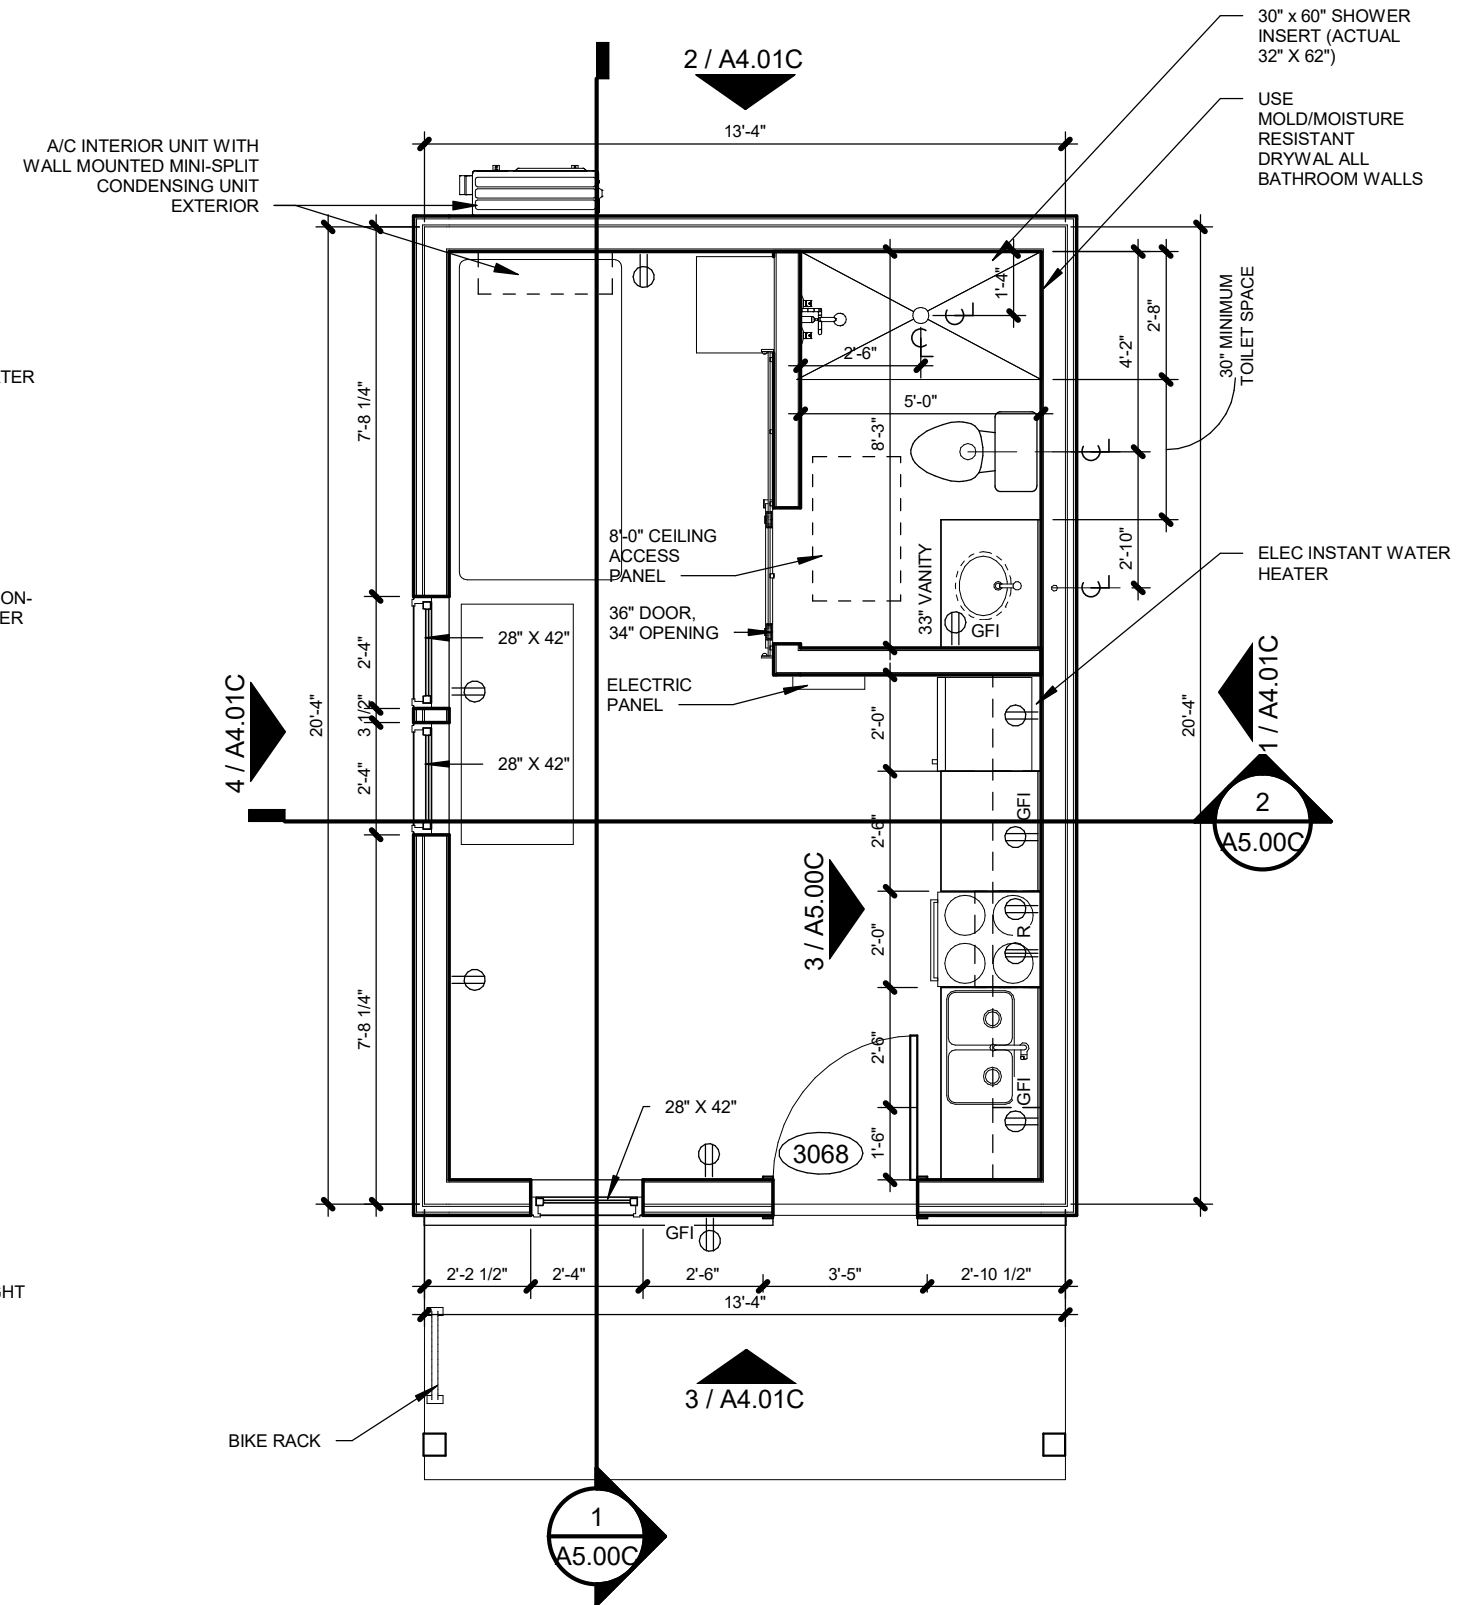 30" x 60" SHOWER
INSERT (ACTUAL
32" X 62")
2 / A4.01C
USE
MOLD/MOISTURE
RESISTANT
DRYWAL ALL
BATHROOM WALLS
13'-4"
A/C INTERIOR UNIT WITH
WALL MOUNTED MINI-SPLIT
CONDENSING UNIT
EXTERIOR
1'-4"
2'-8"
30" MINIMUM
TOILET SPACE
4'-2"
CL
CL
2'-6"
TER
7'-8 1/4"
5'-0"
8'-3"
CL
8'-0" CEILING
ACCESS
PANEL
2'-10"
ELEC INSTANT WATER
HEATER
33" VANITY
CL
ON-
ER
36" DOOR,
34" OPENING
GFI
28" X 42"
2'-4"
ELECTRIC
PANEL
4 / A4.01C
20'-4"
3 1/2"
2'-0"
20'-4"
1 / A4.01C
28" X 42"
2'-4"
GFI
2
A5.00C
2'-6"
3 / A5.00C
2'-0"
R
7'-8 1/4"
2'-6"
GFI
28" X 42"
1'-6"
3068
GFI
2'-2 1/2"
2'-4"
2'-6"
3'-5"
2'-10 1/2"
GHT
13'-4"
3 / A4.01C
BIKE RACK
1
A5.00C